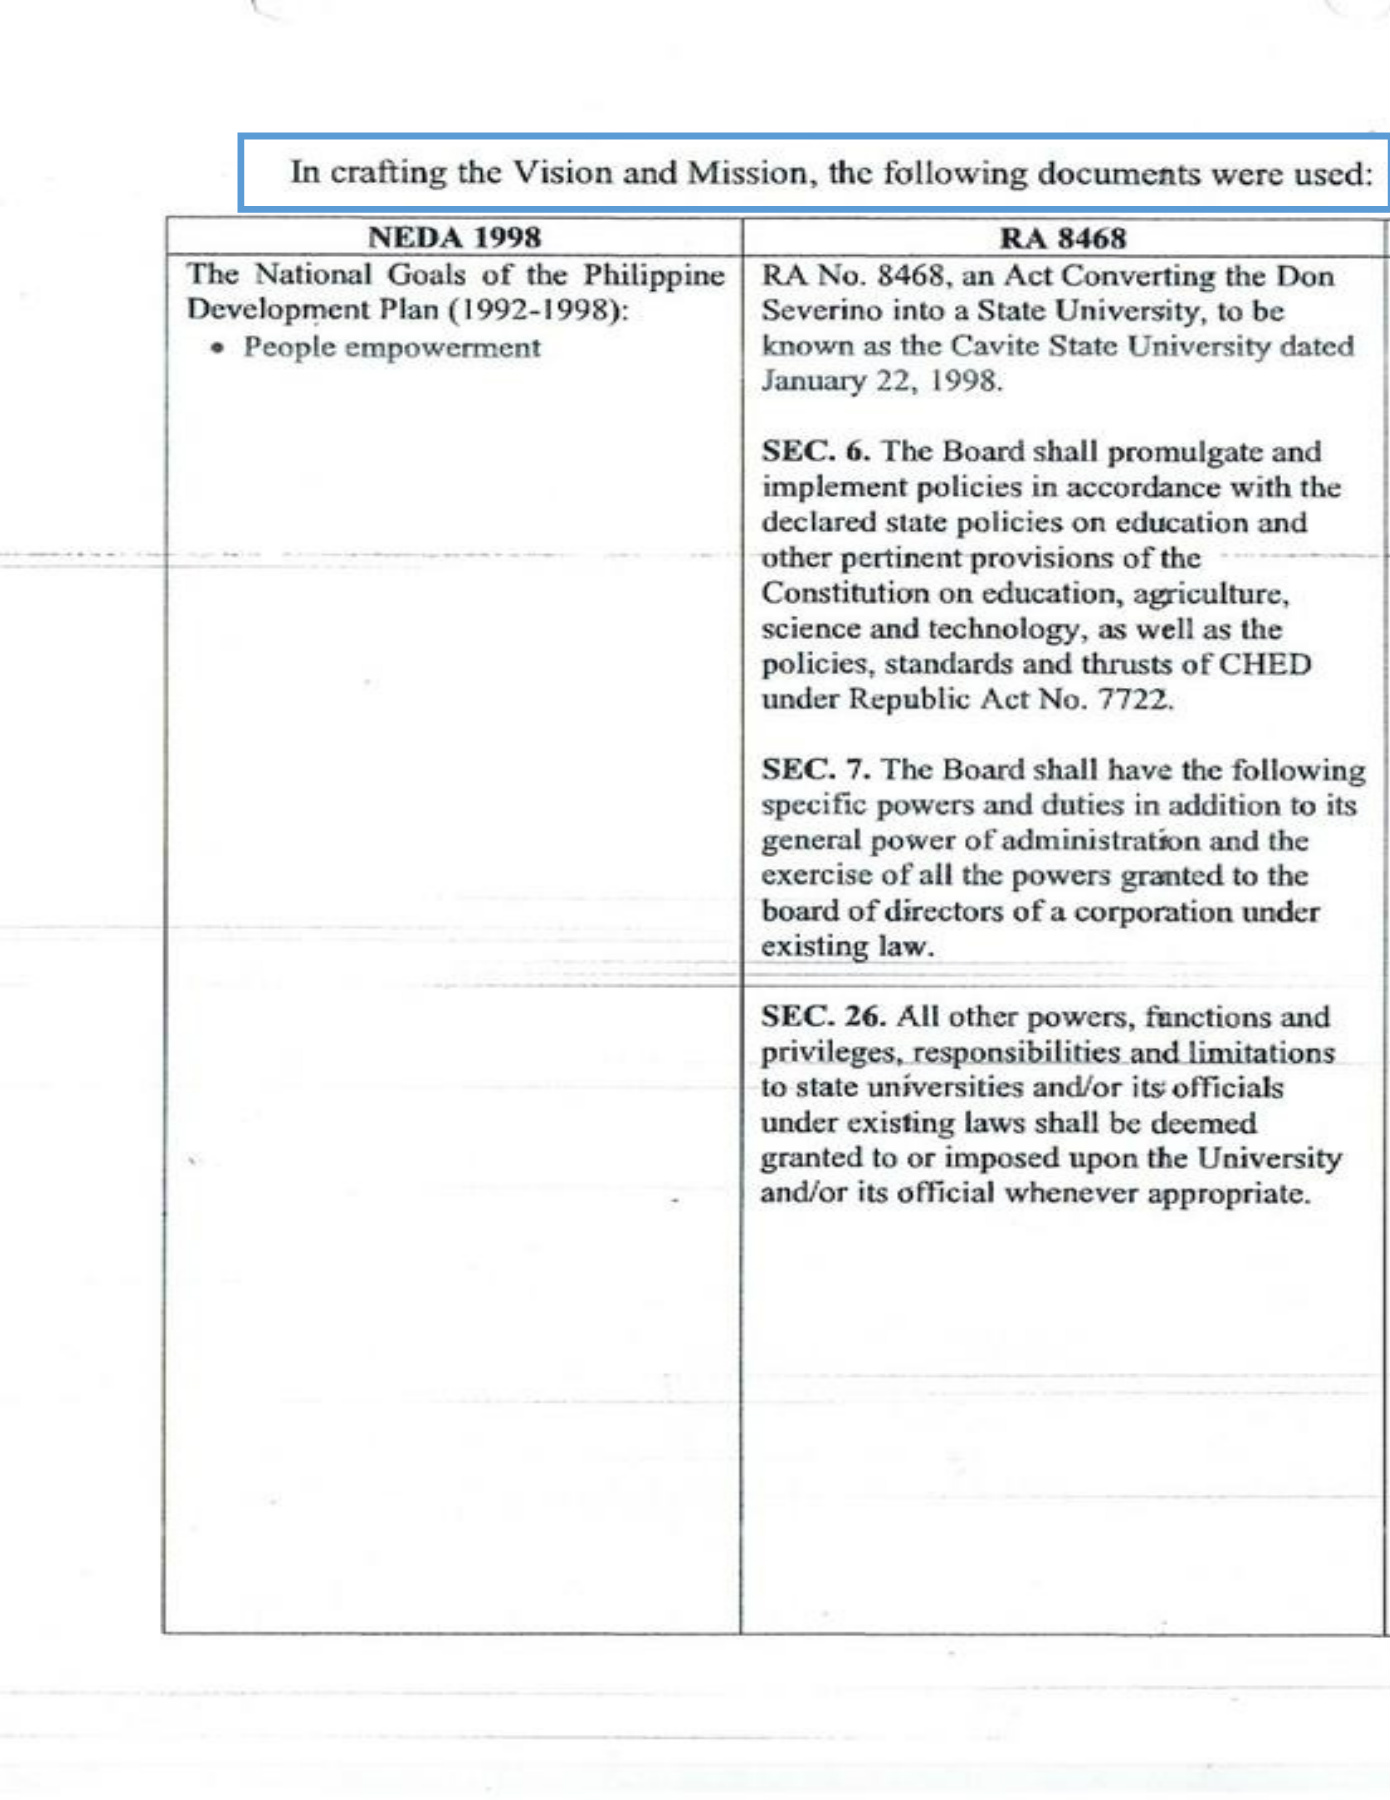 In crafting the Vision and Mission, the following documents were used:
NEDA 1998
The National Goals of the Philippine
Development Plan (1992-1998):
• People empowerment
RA 8468
RA No. 8468, an Act Converting the Don
Severino into a State University, to be
known as the Cavite State University dated
January 22, 1998.
SEC. 6. The Board shall promulgate and
implement policies in accordance with the
declared state policies on education and
other pertinent provisions of the
Constitution on education, agriculture,
science and technology, as well as the
policies, standards and thrusts of CHED
under Republic Act No. 7722.
SEC. 7. The Board shall have the following
specific powers and duties in addition to its
general power of administration and the
exercise of all the powers granted to the
board of directors of a corporation under
existing law.
SEC. 26. All other powers, functions and
privileges, responsibilities and limitations
to state universities and/or its officials
under existing laws shall be deemed
granted to or imposed upon the University
and/or its official whenever appropriate.